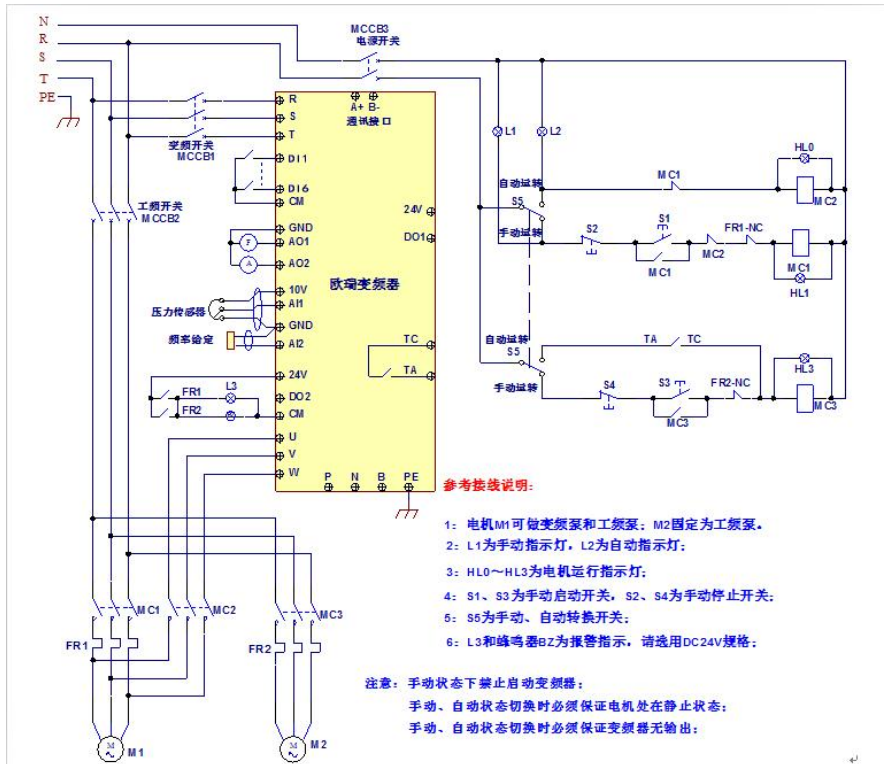 N
R
S
T
PE
MCCB3
电源开关
变频开关
MCCB1
工频开关
MCCB2
A+ B-
通讯接口
R
S
T
DI1
DI6
CM
GND
AO1
AO2
10V
AI1
GND
AI2
24V
DO2
CM
U
V
W
P N B PE
24V
DO1
TC
TA
欧瑞变频器
F
A
压力传感器
频率给定
FR1
L3
FR2
L1
L2
HL0
MC1
MC2
自动运转
S5
手动运转
S2
S1
MC1
MC2
FR1-NC
MC1
HL1
自动运转
S5
手动运转
TA
TC
S4
S3
MC3
FR2-NC
HL3
MC3
MC1
MC2
MC3
FR1
FR2
M
M1
M
M2
参考接线说明:
1: 电机M1可做变频泵和工频泵; M2固定为工频泵。
2: L1为手动指示灯, L2为自动指示灯;
3: HL0~HL3为电机运行指示灯;
4: S1、S3为手动启动开关, S2、S4为手动停止开关;
5: S5为手动、自动转换开关;
6: L3和蜂鸣器BZ为报警指示, 请选用DC24V规格;
注意: 手动状态下禁止启动变频器;
手动、自动状态切换时必须保证电机处在静止状态;
手动、自动状态切换时必须保证变频器无输出;